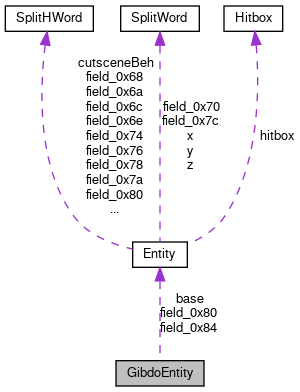 SplitHWord
SplitWord
Hitbox
cutsceneBeh
field_0x68
field_0x6a
field_0x6c
field_0x6e
field_0x74
field_0x76
field_0x78
field_0x7a
field_0x80
...
field_0x70
field_0x7c
x
y
z
hitbox
Entity
base
field_0x80
field_0x84
GibdoEntity